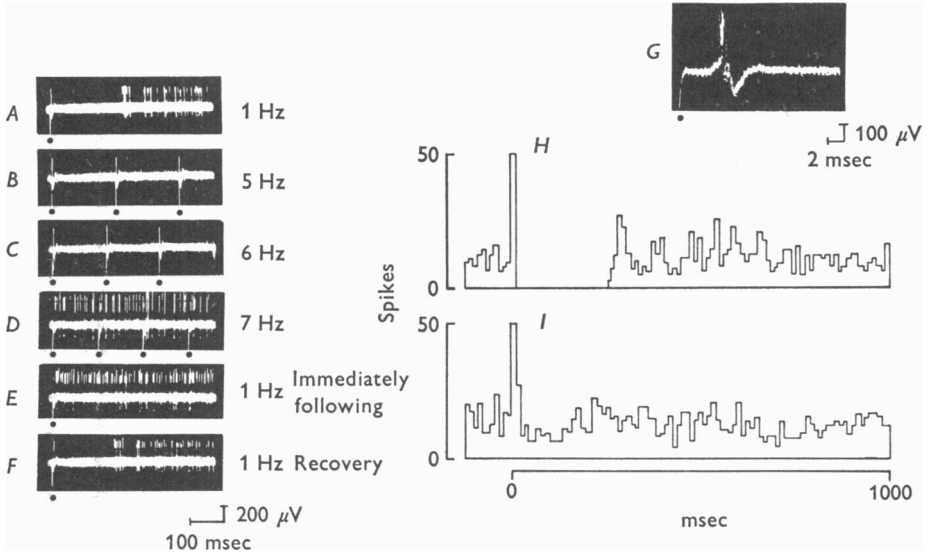 A
1 Hz
B
5 Hz
C
6 Hz
D
7 Hz
E
1 Hz Immediately
following
F
1 Hz Recovery
200 μV
100 msec
G
100 μV
2 msec
H
50
0
Spikes
I
50
0
0
1000
msec